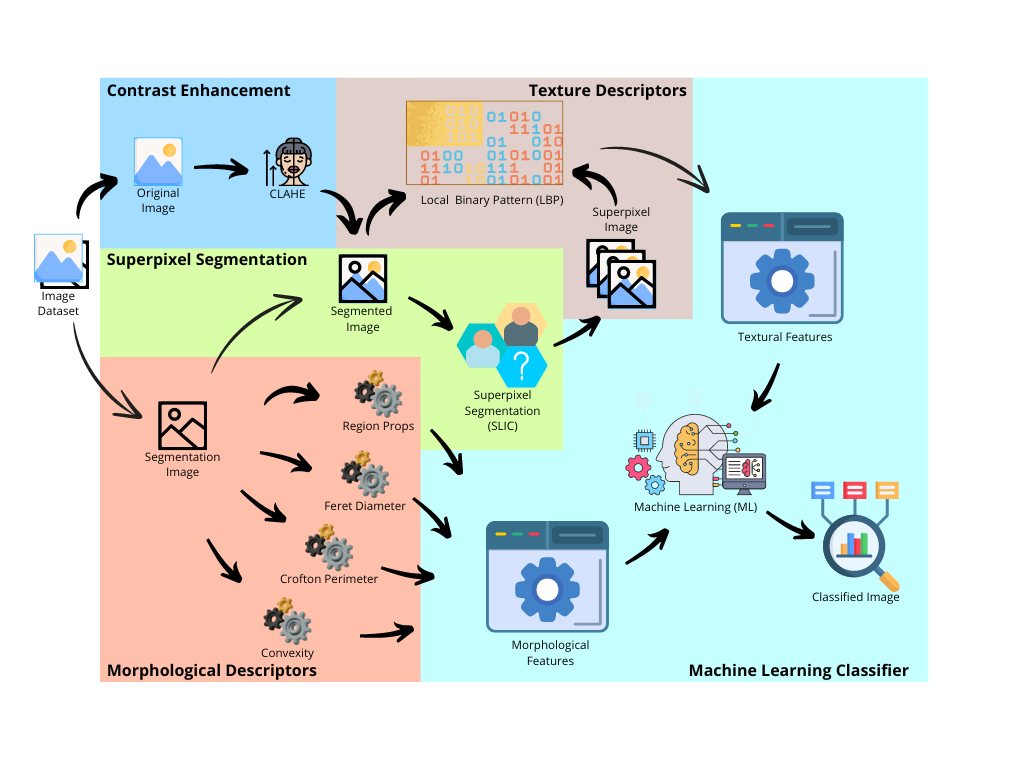 Contrast Enhancement
Texture Descriptors
Original
Image
CLAHE
Local Binary Pattern (LBP)
Superpixel
Image
Image
Dataset
Superpixel Segmentation
Segmented
Image
Superpixel
Segmentation
(SLIC)
?
Textural Features
Segmentation
Image
Region Props
Feret Diameter
Crofton Perimeter
Convexity
Morphological Descriptors
Morphological
Features
Machine Learning (ML)
Classified Image
Machine Learning Classifier